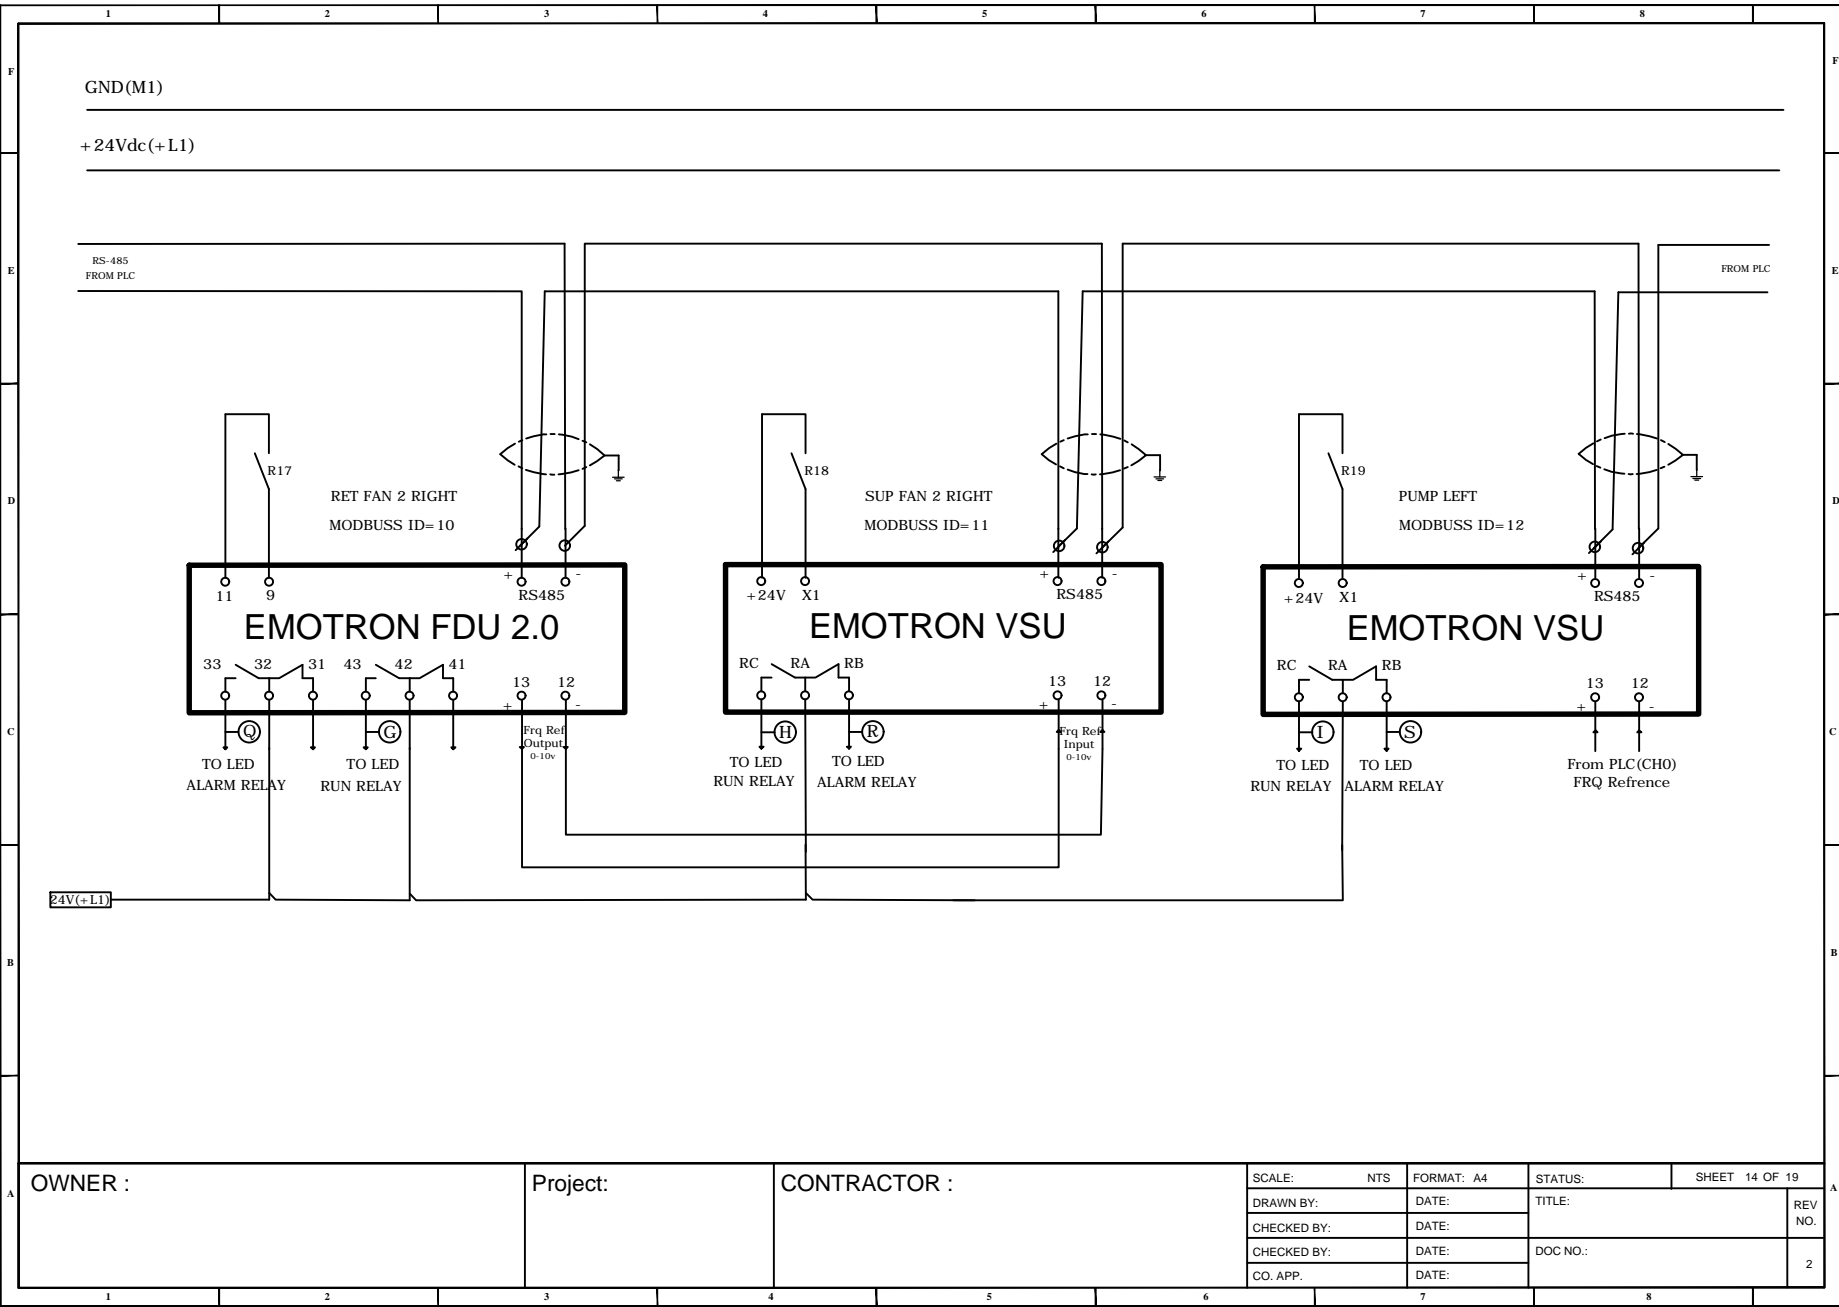 1 2 3 4 5 6 7 8
F F
GND(M1)
+24Vdc(+L1)
E E
RS-485
FROM PLC
FROM PLC
D D
R17
RET FAN 2 RIGHT
MODBUSS ID=10
R18
SUP FAN 2 RIGHT
MODBUSS ID=11
R19
PUMP LEFT
MODBUSS ID=12
11 9 + - RS485
EMOTRON FDU 2.0
33 32 31 43 42 41 13 12
+ -
+24V X1 + - RS485
EMOTRON VSU
RC RA RB 13 12
+ -
+24V X1 + - RS485
EMOTRON VSU
RC RA RB 13 12
+ -
C C
Q
TO LED
ALARM RELAY
G
TO LED
RUN RELAY
Frq Ref
Output
0-10v
H
TO LED
RUN RELAY
R
TO LED
ALARM RELAY
Frq Ref
Input
0-10v
I
TO LED
RUN RELAY
S
TO LED
ALARM RELAY
From PLC(CH0)
FRQ Refrence
24V(+L1)
B B
A A
OWNER :
Project:
CONTRACTOR :
SCALE: NTS FORMAT: A4 STATUS: SHEET 14 OF 19
DRAWN BY: DATE: TITLE: REV
NO.
CHECKED BY: DATE:
CHECKED BY: DATE: DOC NO.: 2
CO. APP. DATE:
1 2 3 4 5 6 7 8